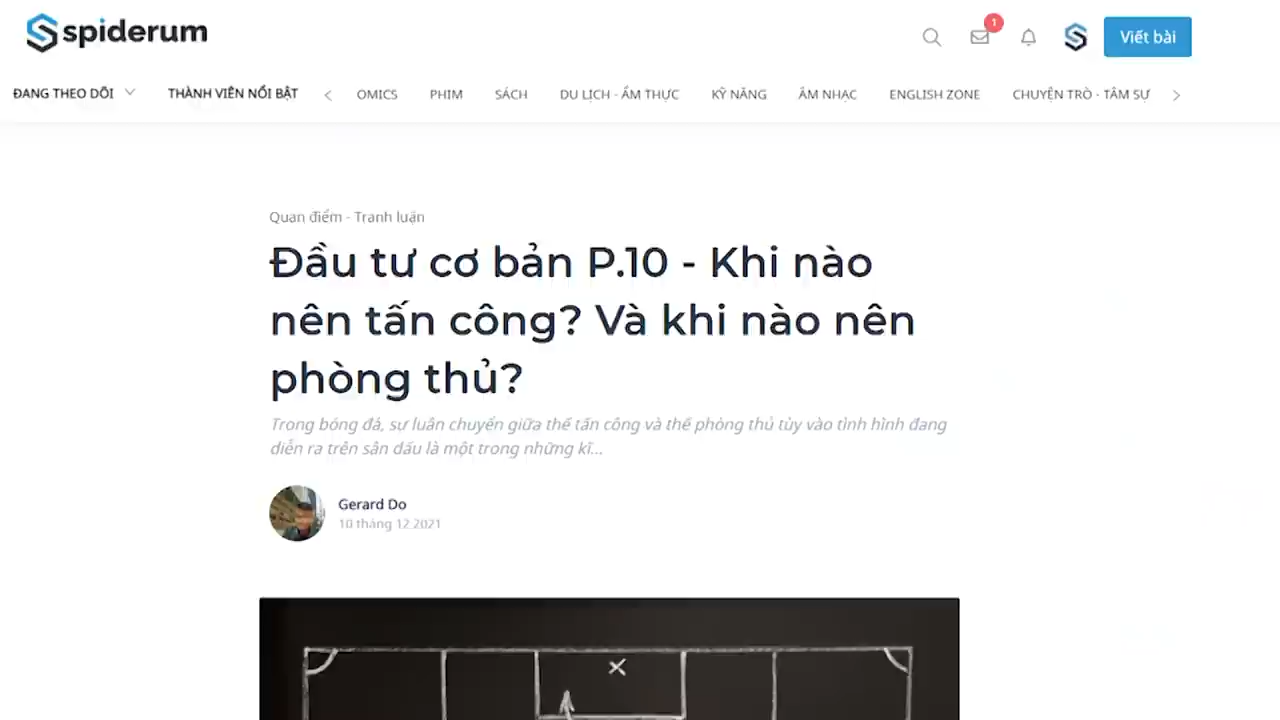 spiderum
1
Viết bài
ĐANG THEO DÕI
THÀNH VIÊN NỔI BẬT
OMICS
PHIM
SÁCH
DU LỊCH - ẨM THỰC
KỸ NĂNG
ÂM NHẠC
ENGLISH ZONE
CHUYỆN TRÒ - TÂM SỰ
Quan điểm - Tranh luận
Đầu tư cơ bản P.10 - Khi nào
nên tấn công? Và khi nào nên
phòng thủ?
Trong bóng đá, sự luân chuyển giữa thế tấn công và thế phòng thủ tùy vào tình hình đang
diễn ra trên sân đấu là một trong những kĩ...
Gerard Do
10 tháng 12 2021